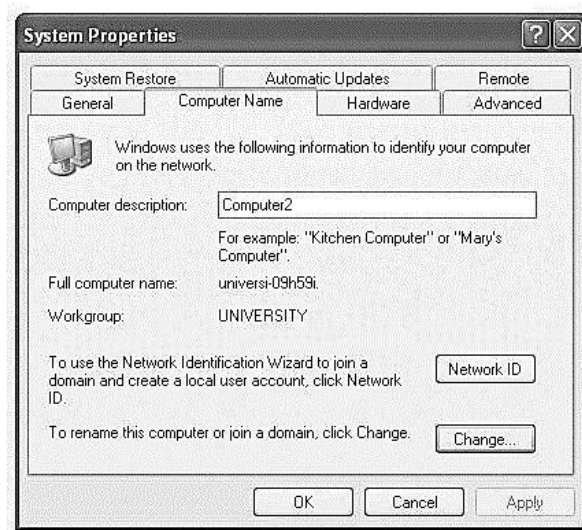 System Properties
System Restore Automatic Updates Remote
General Computer Name Hardware Advanced
Windows uses the following information to identify your computer
on the network.
Computer description: Computer2
For example: "Kitchen Computer" or "Mary's
Computer".
Full computer name: universi-09h59i.
Workgroup: UNIVERSITY
To use the Network Identification Wizard to join a
domain and create a local user account, click Network
ID.
Network ID
To rename this computer or join a domain, click Change.
Change...
OK Cancel Apply